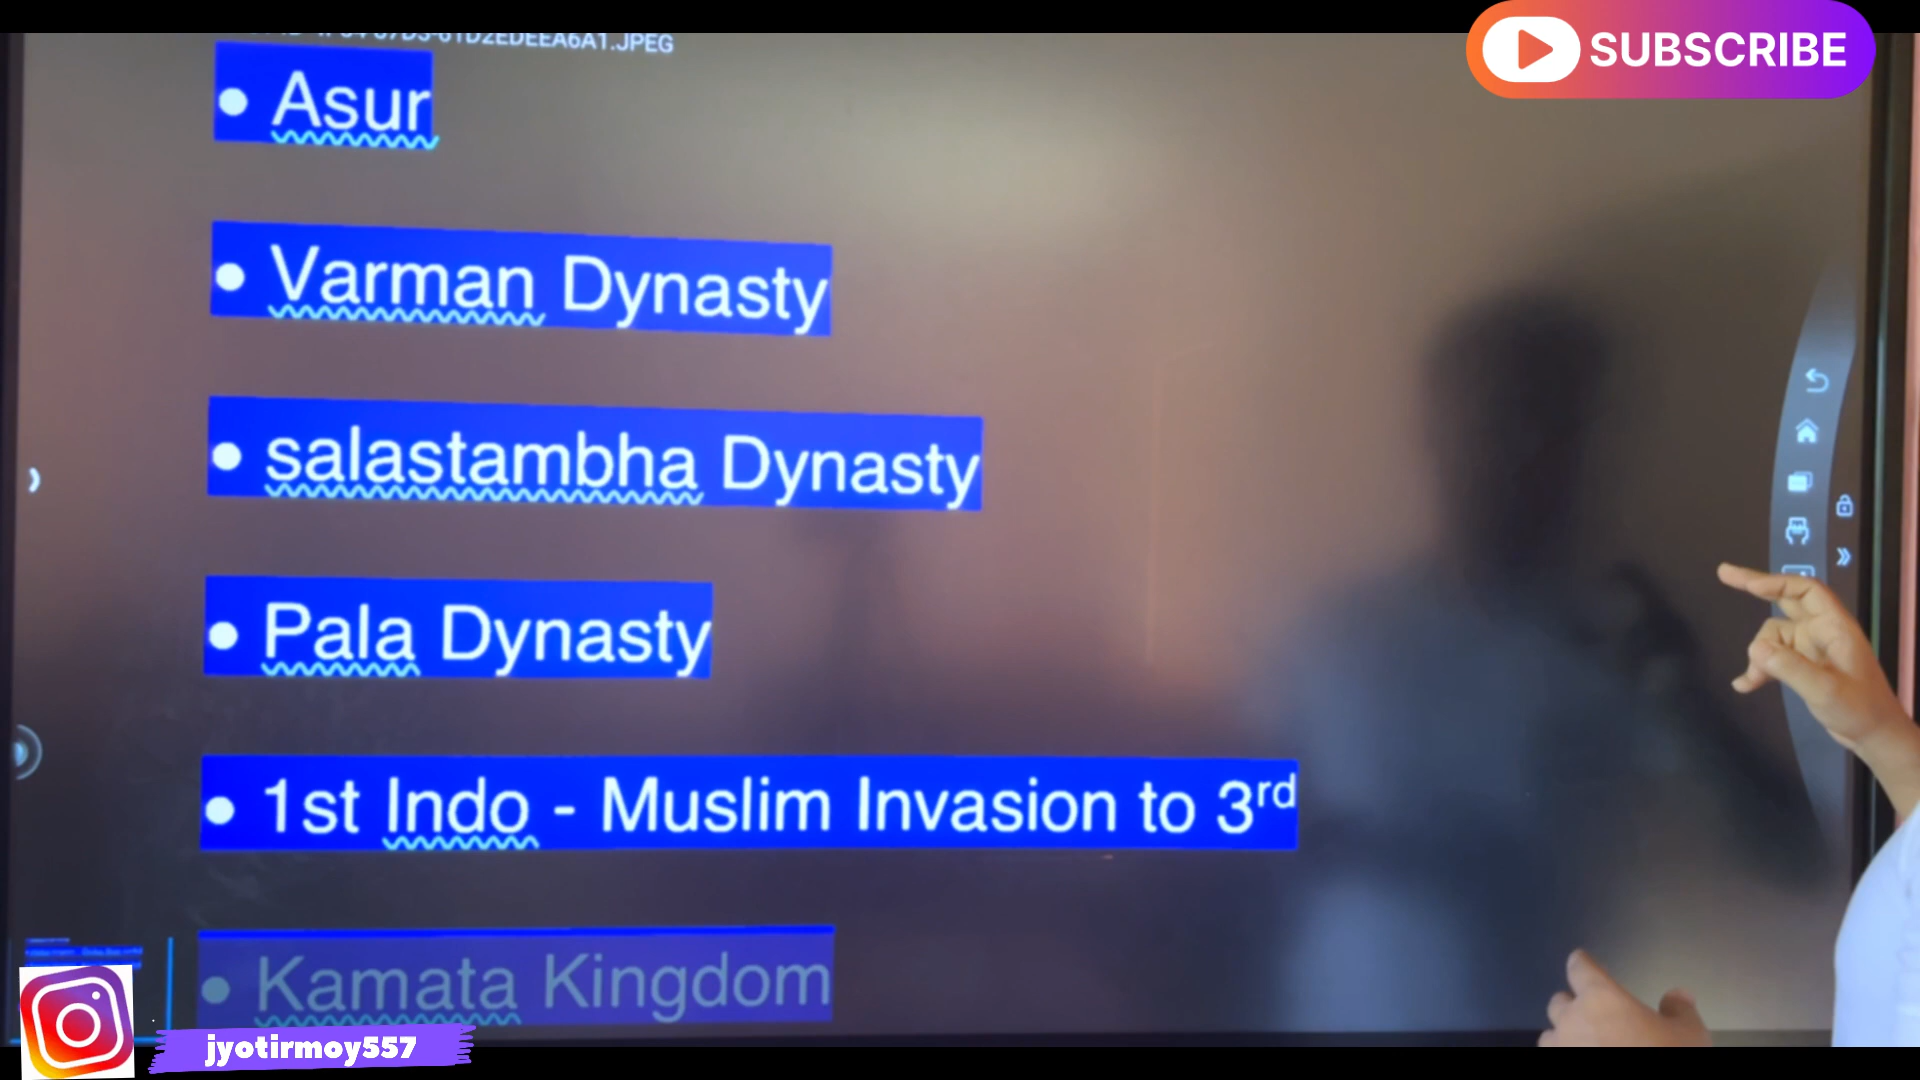 SUBSCRIBE
• Asur
• Varman Dynasty
• salastambha Dynasty
• Pala Dynasty
• 1st Indo - Muslim Invasion to 3rd
• Kamata Kingdom
jyotirmoy557